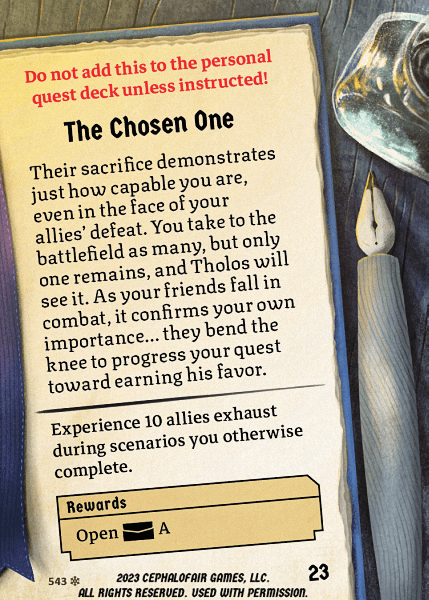 Do not add this to the personal
quest deck unless instructed!
The Chosen One
Their sacrifice demonstrates
just how capable you are,
even in the face of your
allies' defeat. You take to the
battlefield as many, but only
one remains, and Tholos will
see it. As your friends fall in
combat, it confirms your own
importance... they bend the
knee to progress your quest
toward earning his favor.
Experience 10 allies exhaust
during scenarios you otherwise
complete.
Rewards
Open A
543
2023 CEPHALOFAIR GAMES, LLC.
ALL RIGHTS RESERVED. USED WITH PERMISSION.
23